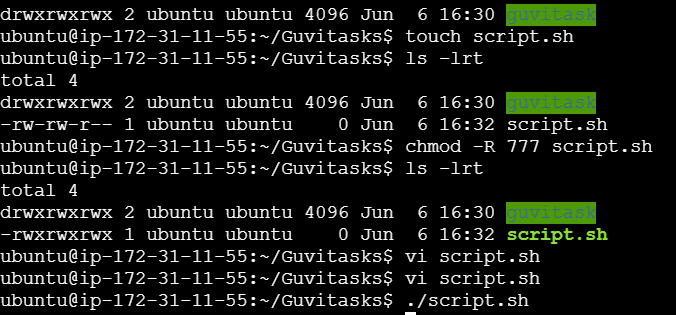 drwxrwxrwx 2 ubuntu ubuntu 4096 Jun  6 16:30 guvitask
ubuntu@ip-172-31-11-55:~/Guvitasks$ touch script.sh
ubuntu@ip-172-31-11-55:~/Guvitasks$ ls -lrt
total 4
drwxrwxrwx 2 ubuntu ubuntu 4096 Jun  6 16:30 guvitask
-rw-rw-r-- 1 ubuntu ubuntu    0 Jun  6 16:32 script.sh
ubuntu@ip-172-31-11-55:~/Guvitasks$ chmod -R 777 script.sh
ubuntu@ip-172-31-11-55:~/Guvitasks$ ls -lrt
total 4
drwxrwxrwx 2 ubuntu ubuntu 4096 Jun  6 16:30 guvitask
-rwxrwxrwx 1 ubuntu ubuntu    0 Jun  6 16:32 script.sh
ubuntu@ip-172-31-11-55:~/Guvitasks$ vi script.sh
ubuntu@ip-172-31-11-55:~/Guvitasks$ vi script.sh
ubuntu@ip-172-31-11-55:~/Guvitasks$ ./script.sh